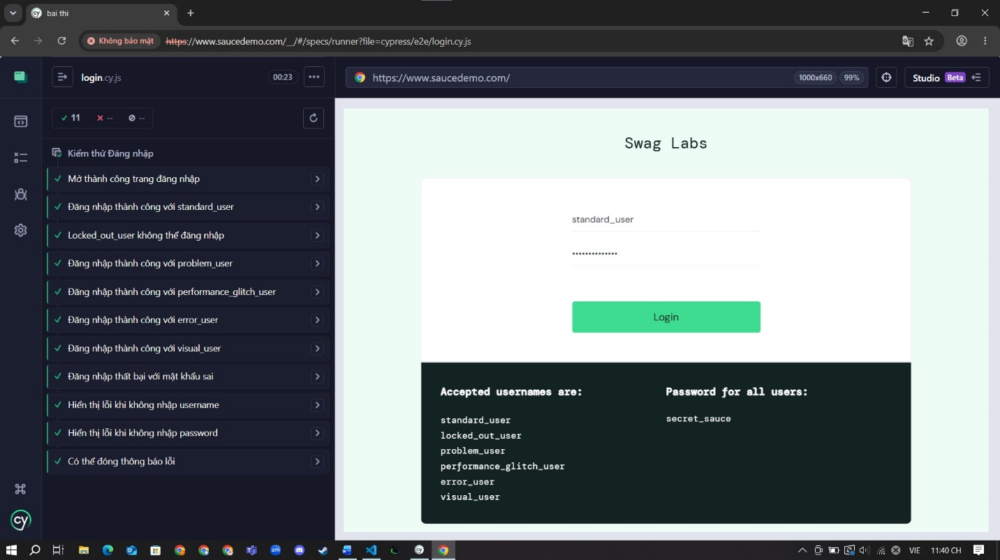 bai thi
Không bảo mật
https://www.saucedemo.com/__/#/specs/runner?file=cypress/e2e/login.cy.js
login.cy.js
00:23
https://www.saucedemo.com/
1000x660
99%
Studio
Beta
11
--
--
Kiểm thử Đăng nhập
Mở thành công trang đăng nhập
Đăng nhập thành công với standard_user
Locked_out_user không thể đăng nhập
Đăng nhập thành công với problem_user
Đăng nhập thành công với performance_glitch_user
Đăng nhập thành công với error_user
Đăng nhập thành công với visual_user
Đăng nhập thất bại với mật khẩu sai
Hiển thị lỗi khi không nhập username
Hiển thị lỗi khi không nhập password
Có thể đóng thông báo lỗi
cy
Swag Labs
standard_user
••••••••••••••
Login
Accepted usernames are:
standard_user
locked_out_user
problem_user
performance_glitch_user
error_user
visual_user
Password for all users:
secret_sauce
VIE
11:40 CH